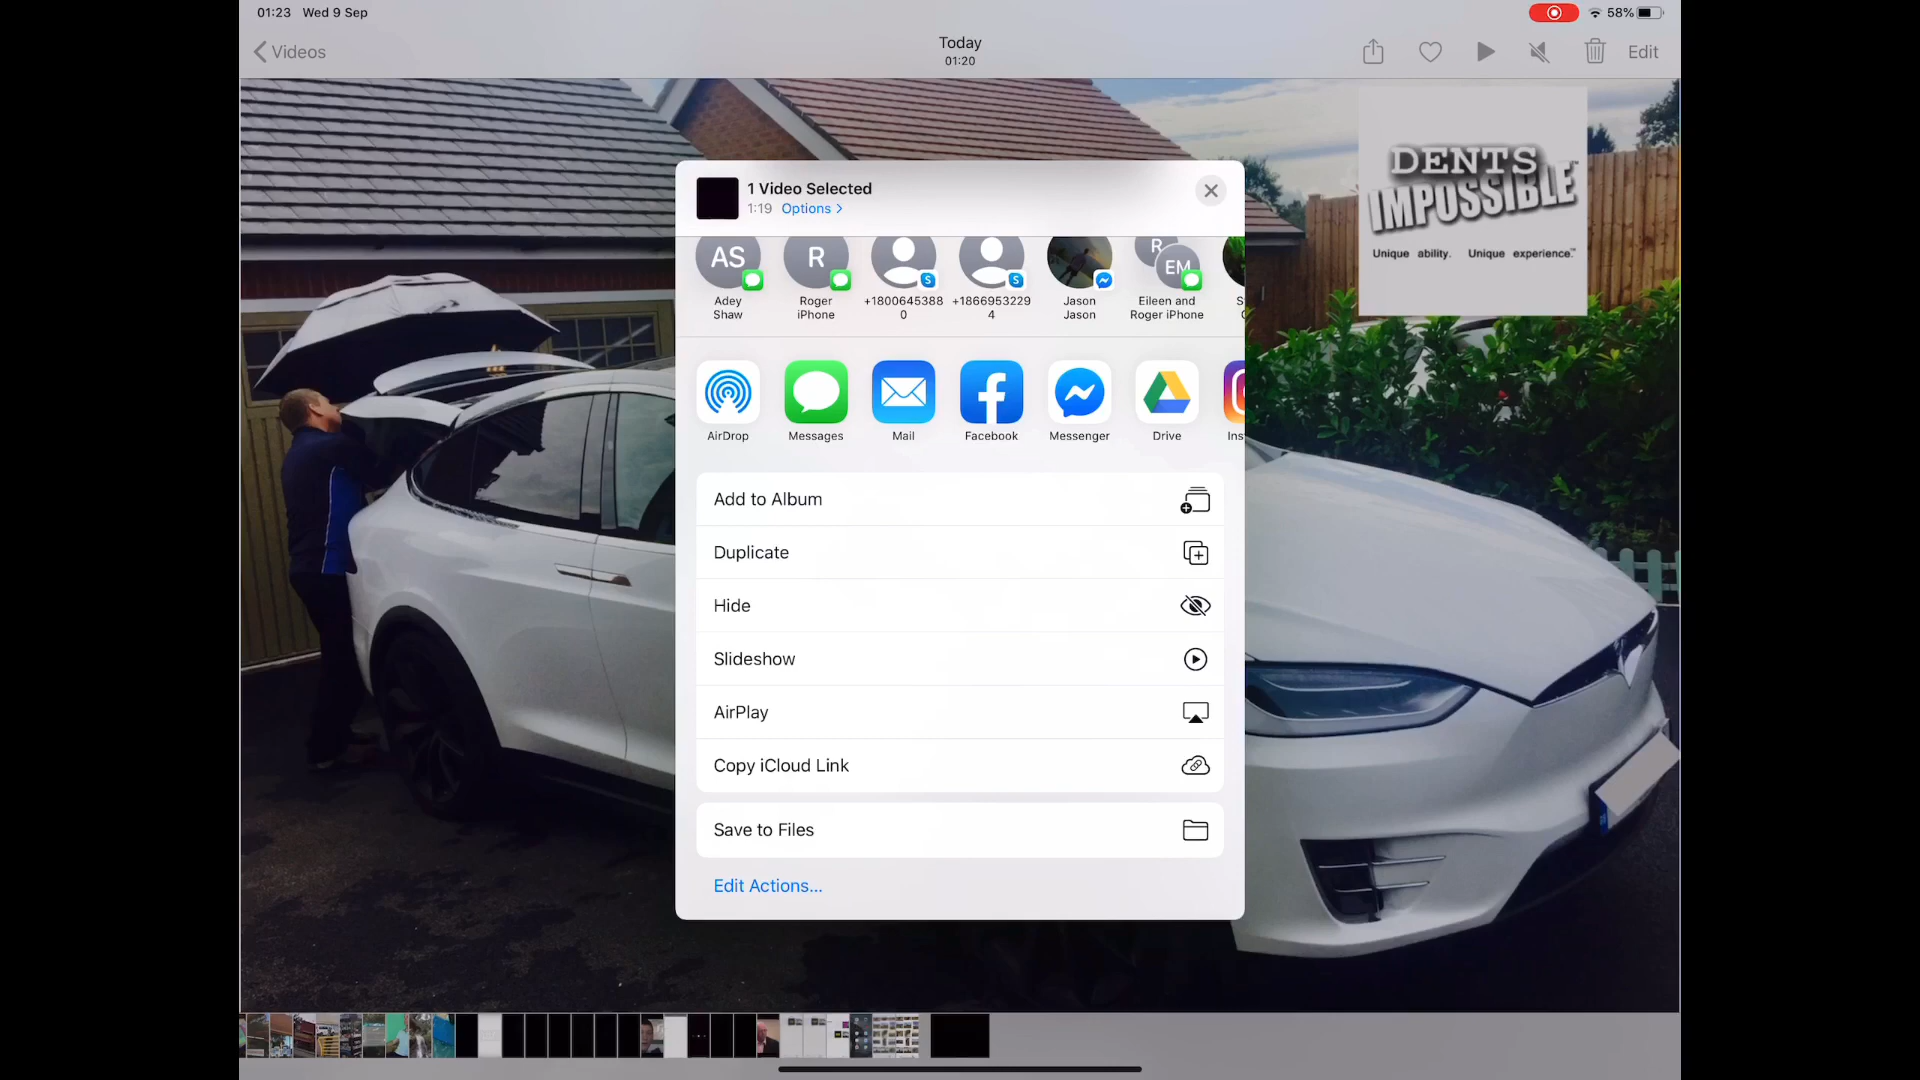 01:23 Wed 9 Sep
58%
Videos
Today
01:20
Edit
DENTS
IMPOSSIBLE™
Unique ability. Unique experience.™
1 Video Selected
1:19 Options >
AS
R
R
EM
Adey
Shaw
Roger
iPhone
+1800645388
0
+1866953229
4
Jason
Jason
Eileen and
Roger iPhone
AirDrop
Messages
Mail
Facebook
Messenger
Drive
Add to Album
Duplicate
Hide
Slideshow
AirPlay
Copy iCloud Link
Save to Files
Edit Actions...